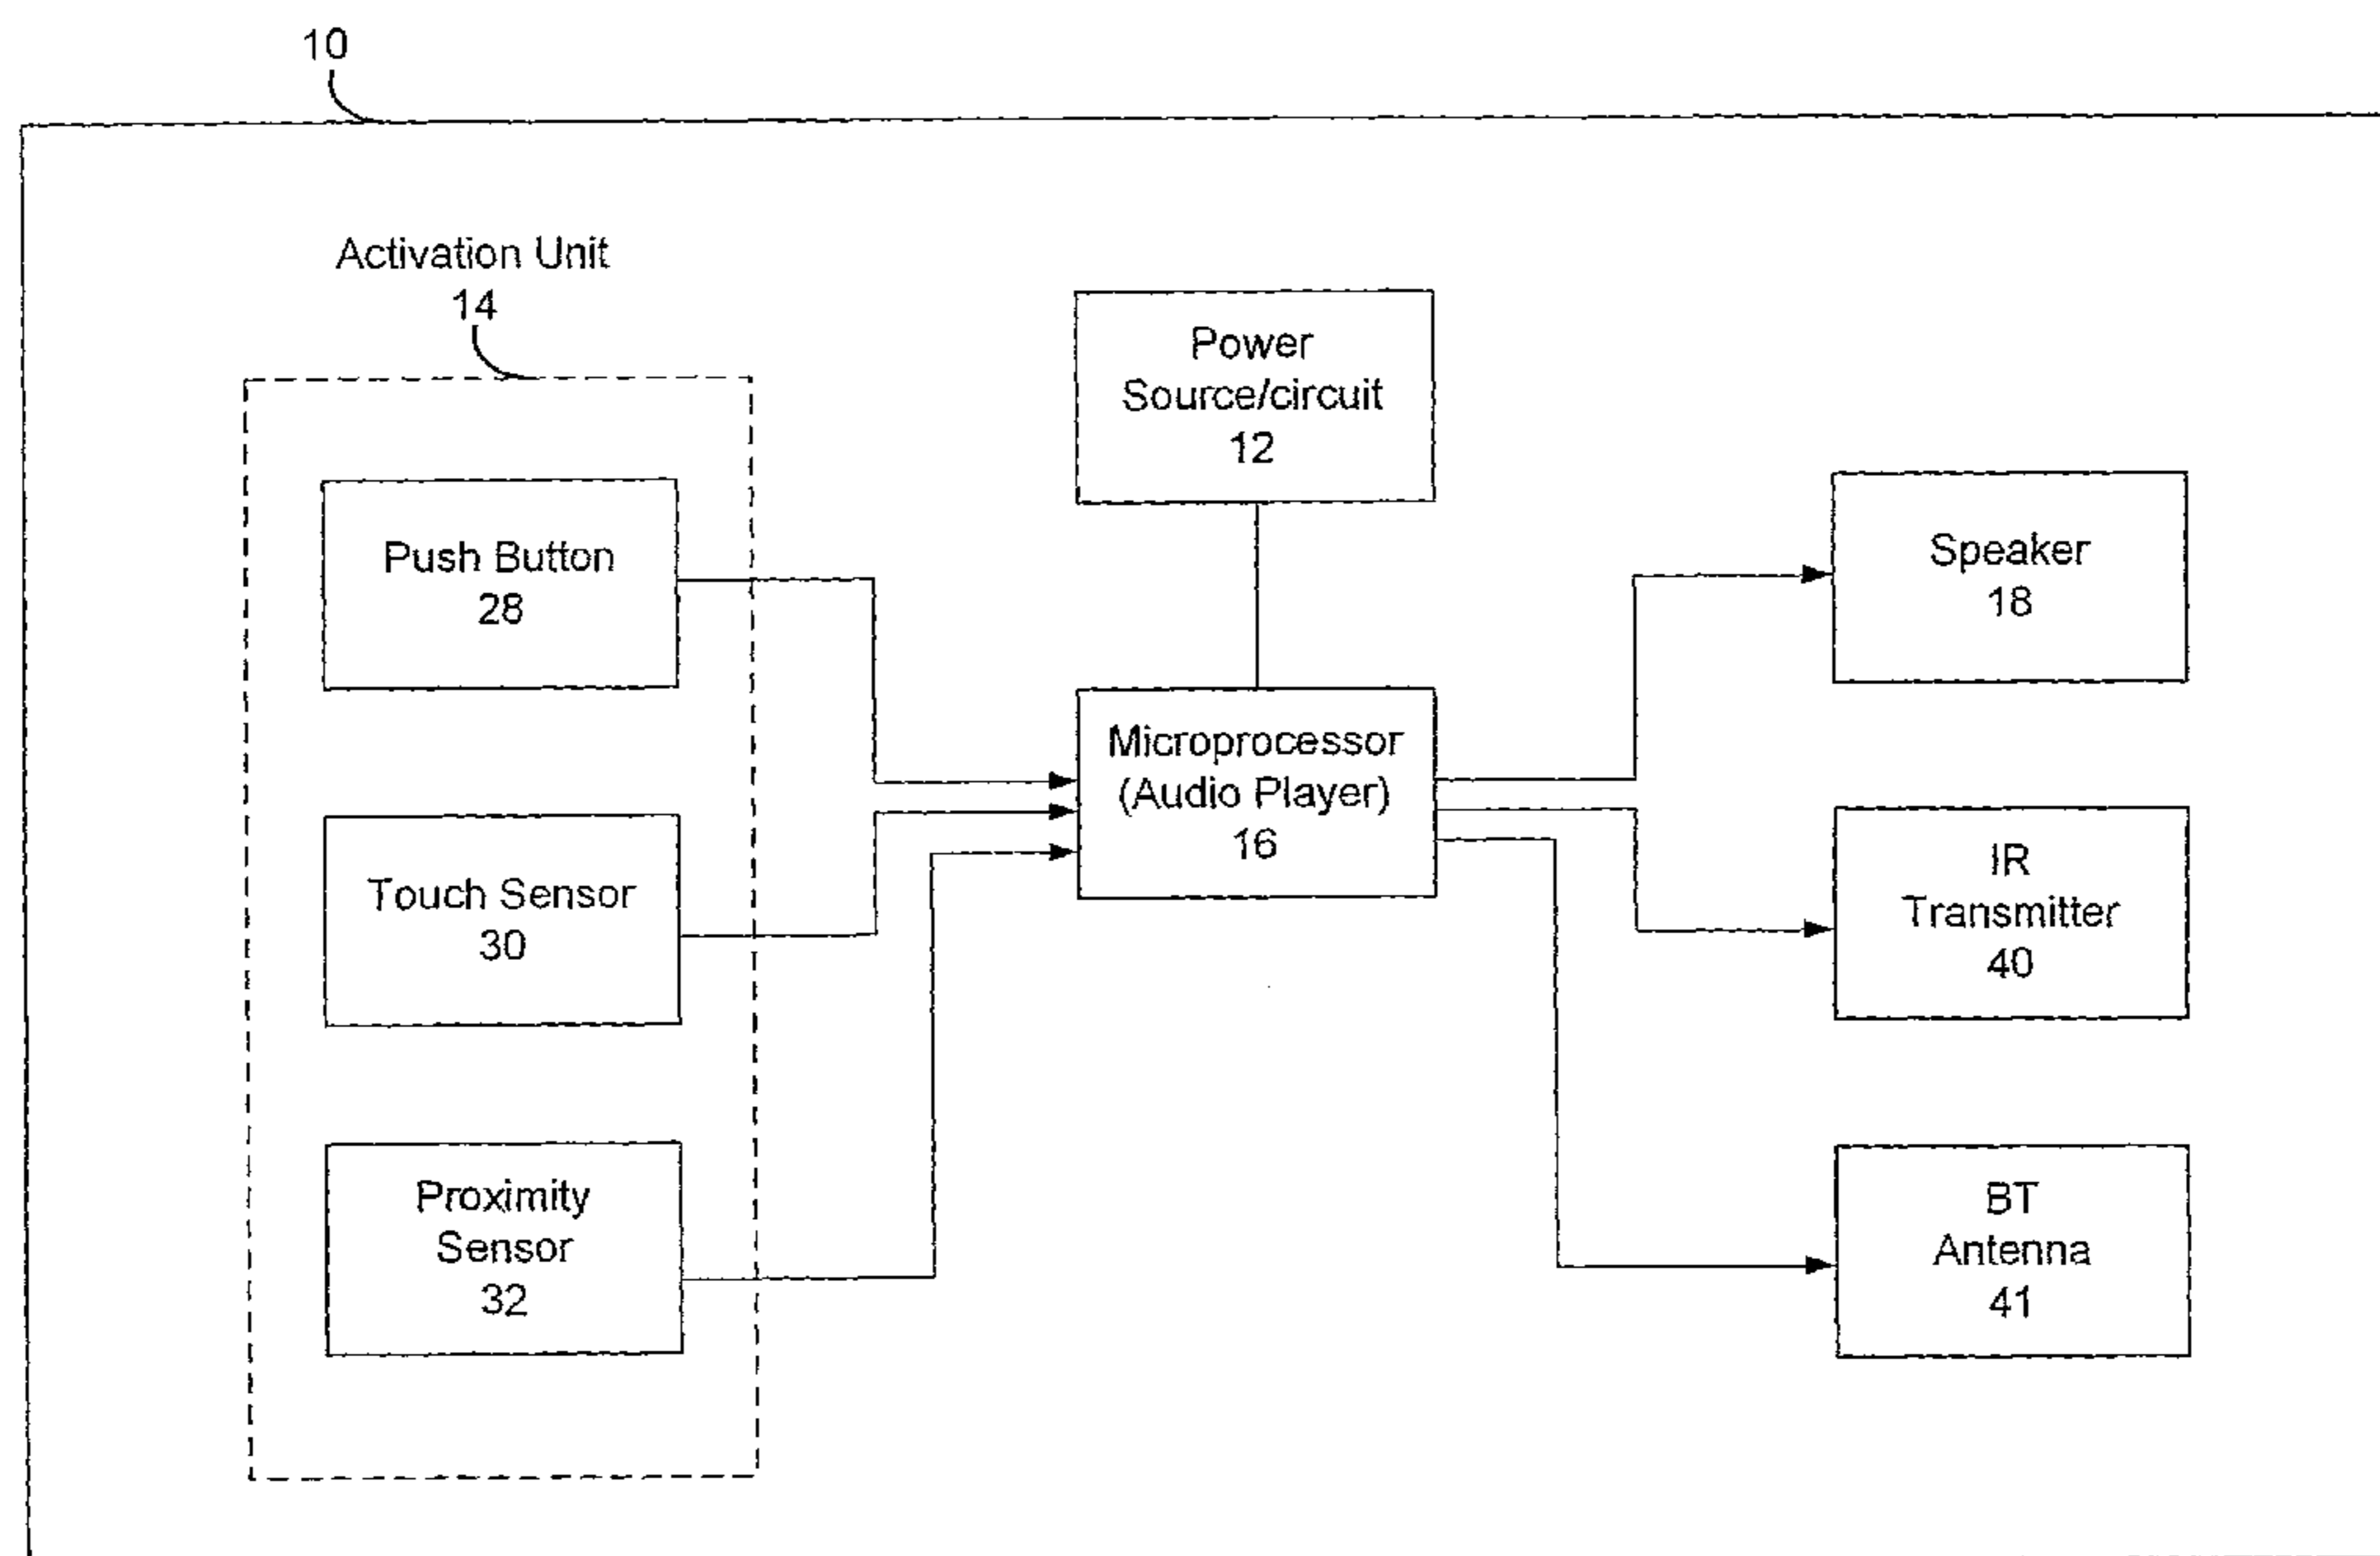 10
Activation Unit
14
Power
Source/circuit
12
Push Button
28
Speaker
18
Microprocessor
(Audio Player)
16
Touch Sensor
30
IR
Transmitter
40
Proximity
Sensor
32
BT
Antenna
41